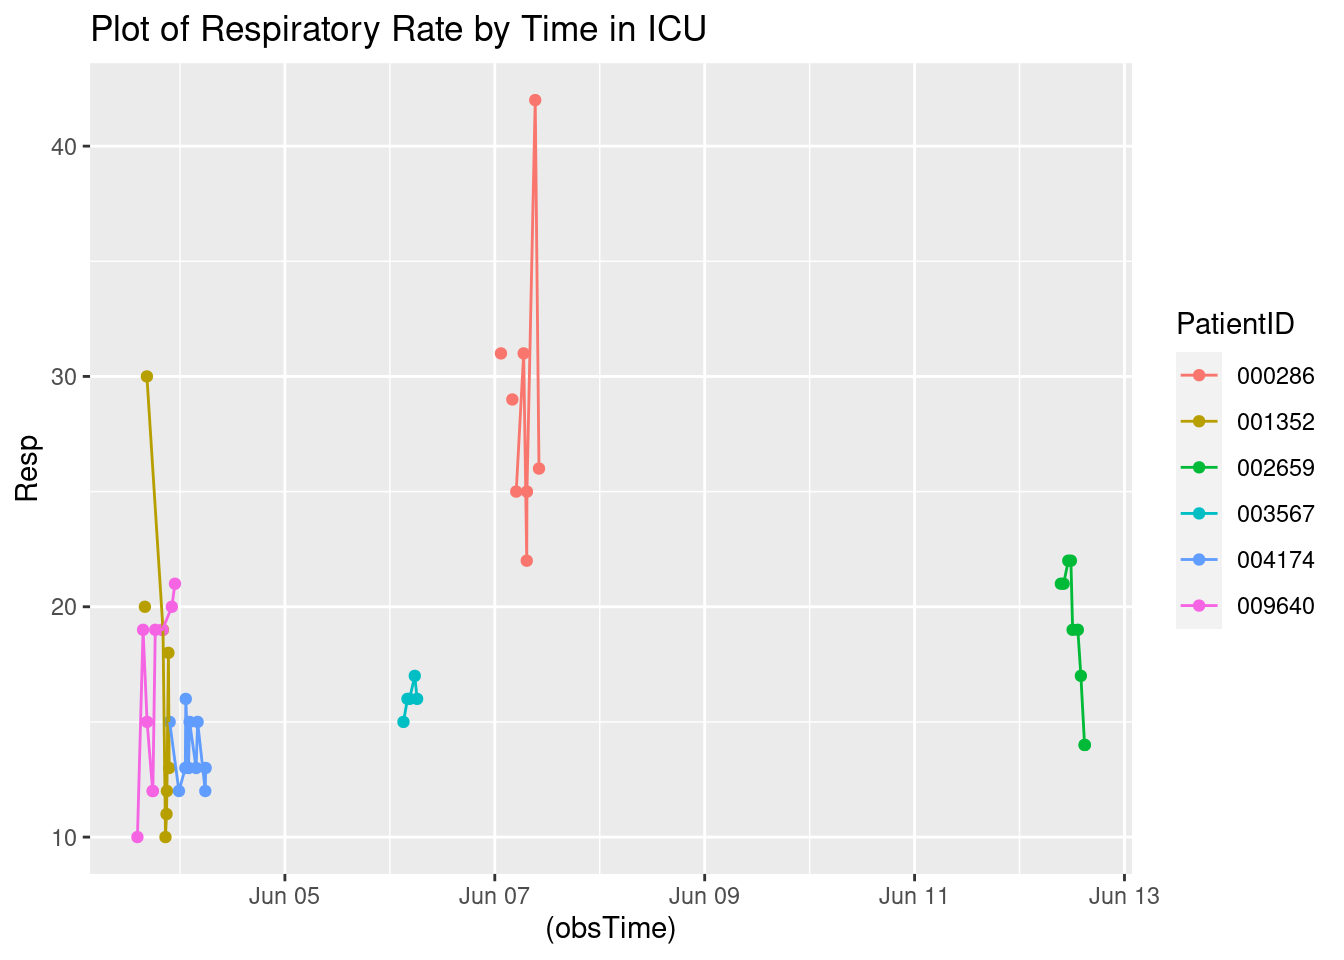 Plot of Respiratory Rate by Time in ICU
40
30
20
10
Resp
Jun 05
Jun 07
Jun 09
Jun 11
Jun 13
(obsTime)
PatientID
000286
001352
002659
003567
004174
009640